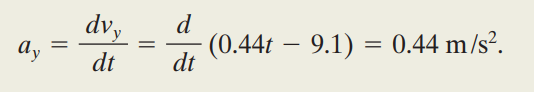 a_y = dv_y/dt = d/dt (0.44t − 9.1) = 0.44 m/s².